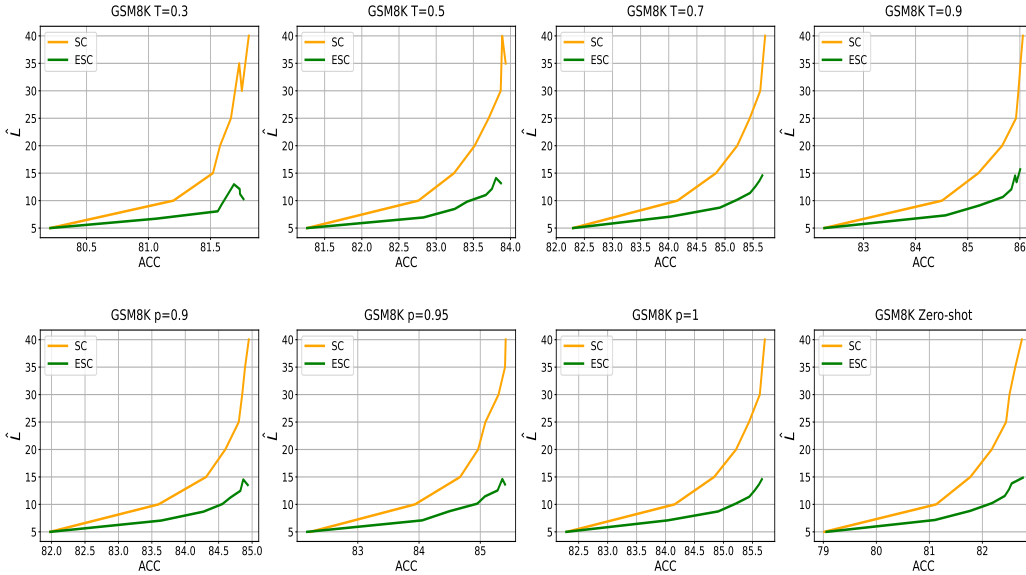 GSM8K T=0.3
40
35
30
25
20
15
10
5
SC
ESC
L̂
80.5 81.0 81.5
ACC
GSM8K T=0.5
40
35
30
25
20
15
10
5
SC
ESC
L̂
81.5 82.0 82.5 83.0 83.5 84.0
ACC
GSM8K T=0.7
40
35
30
25
20
15
10
5
SC
ESC
L̂
82.0 82.5 83.0 83.5 84.0 84.5 85.0 85.5
ACC
GSM8K T=0.9
40
35
30
25
20
15
10
5
SC
ESC
L̂
83 84 85 86
ACC
GSM8K p=0.9
40
35
30
25
20
15
10
5
SC
ESC
L̂
82.0 82.5 83.0 83.5 84.0 84.5 85.0
ACC
GSM8K p=0.95
40
35
30
25
20
15
10
5
SC
ESC
L̂
83 84 85
ACC
GSM8K p=1
40
35
30
25
20
15
10
5
SC
ESC
L̂
82.5 83.0 83.5 84.0 84.5 85.0 85.5
ACC
GSM8K Zero-shot
40
35
30
25
20
15
10
5
SC
ESC
L̂
79 80 81 82
ACC